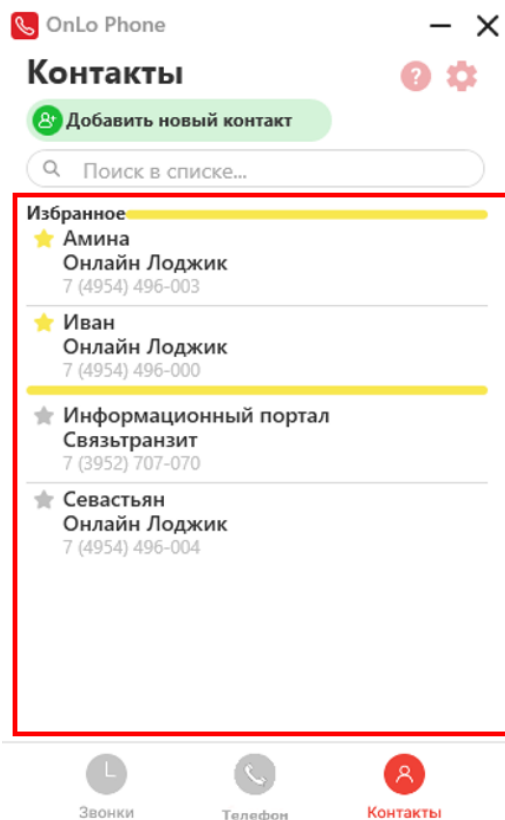 OnLo Phone
Контакты
Добавить новый контакт
Поиск в списке...
Избранное
Амина
Онлайн Лоджик
7 (4954) 496-003
Иван
Онлайн Лоджик
7 (4954) 496-000
Информационный портал
Связьтранзит
7 (3952) 707-070
Севастьян
Онлайн Лоджик
7 (4954) 496-004
Звонки
Телефон
Контакты